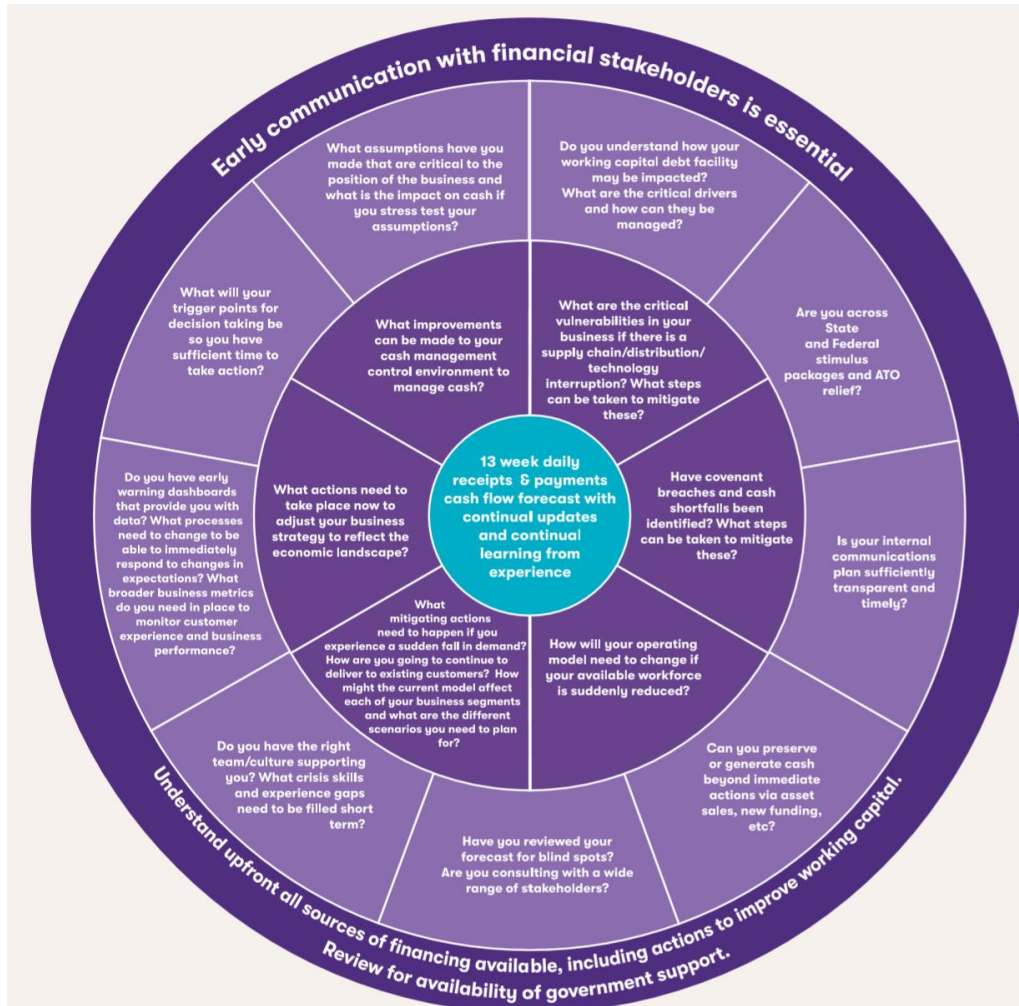 Early communication with financial stakeholders is essential
What assumptions have you
made that are critical to the
position of the business and
what is the impact on cash if
you stress test your
assumptions?
Do you understand how your
working capital debt facility
may be impacted?
What are the critical drivers
and how can they be
managed?
Are you across
State
and Federal
stimulus
packages and ATO
relief?
Is your internal
communications
plan sufficiently
transparent and
timely?
Can you preserve
or generate cash
beyond immediate
actions via asset
sales, new funding,
etc?
Have you reviewed your
forecast for blind spots?
Are you consulting with a wide
range of stakeholders?
Do you have the right
team/culture supporting
you? What crisis skills
and experience gaps
need to be filled short
term?
Do you have early
warning dashboards
that provide you with
data? What processes
need to change to be
able to immediately
respond to changes in
expectations? What
broader business metrics
do you need in place to
monitor customer
experience and business
performance?
What will your
trigger points for
decision taking be
so you have
sufficient time to
take action?
What improvements
can be made to your
cash management
control environment to
manage cash?
What are the critical
vulnerabilities in your
business if there is a
supply chain/distribution/
technology
interruption? What steps
can be taken to mitigate
these?
Have covenant
breaches and cash
shortfalls been
identified? What steps
can be taken to mitigate
these?
How will your operating
model need to change if
your available workforce
is suddenly reduced?
What
mitigating actions
need to happen if you
experience a sudden fall in demand?
How are you going to continue to
deliver to existing customers? How
might the current model affect
each of your business segments
and what are the different
scenarios you need to plan
for?
What actions need to
take place now to
adjust your business
strategy to reflect the
economic landscape?
13 week daily
receipts & payments
cash flow forecast with
continual updates
and continual
learning from
experience
Understand upfront all sources of financing available, including actions to improve working capital.
Review for availability of government support.